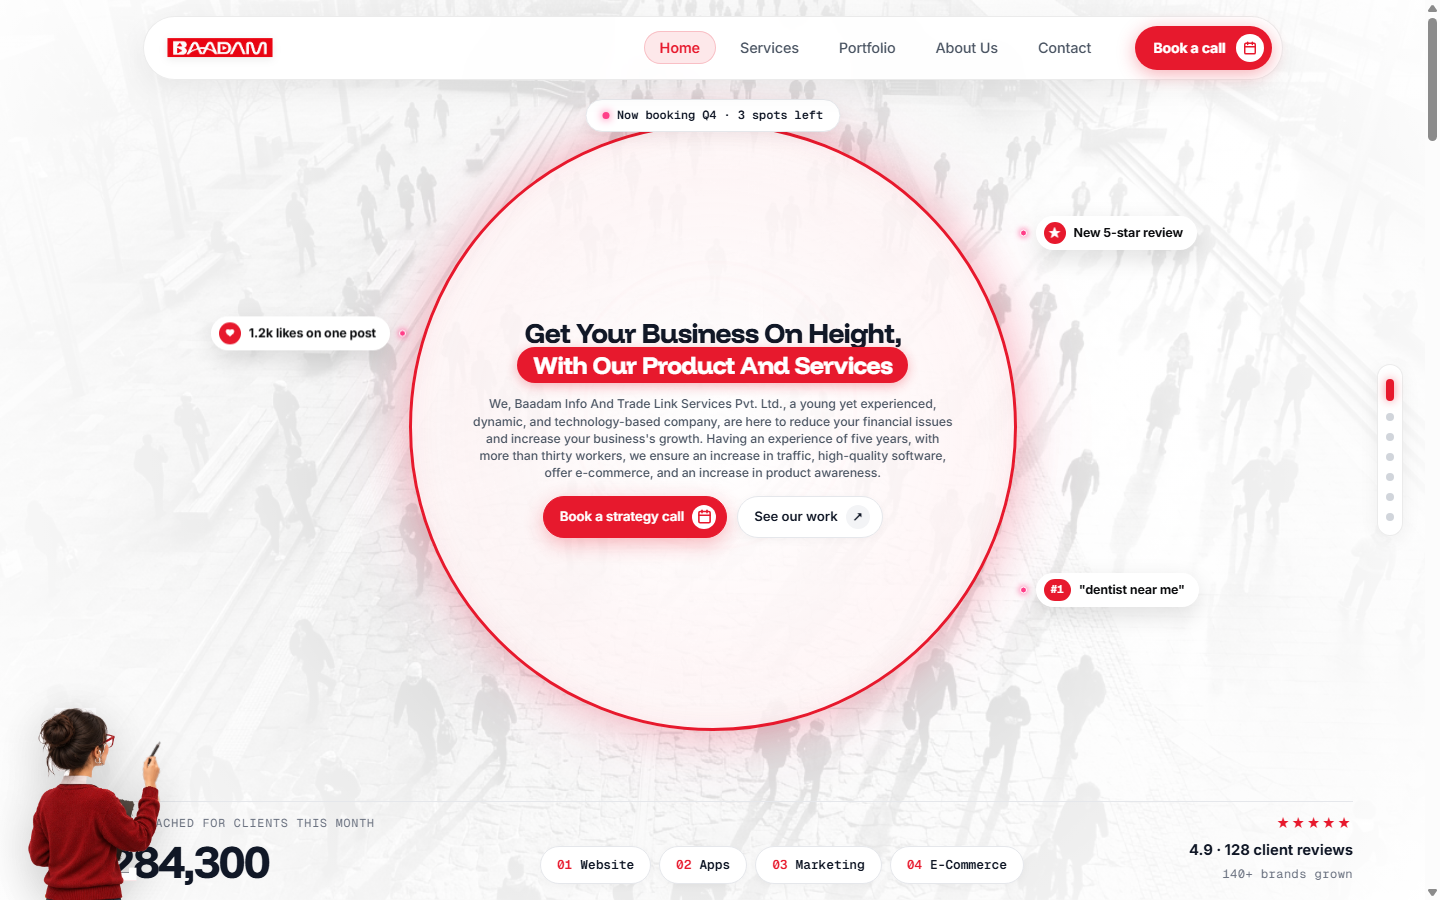 BAADAM
Home
Services
Portfolio
About Us
Contact
Book a call
Now booking Q4 · 3 spots left
New 5-star review
1.2k likes on one post
Get Your Business On Height,
With Our Product And Services
We, Baadam Info And Trade Link Services Pvt. Ltd., a young yet experienced,
dynamic, and technology-based company, are here to reduce your financial issues
and increase your business's growth. Having an experience of five years, with
more than thirty workers, we ensure an increase in traffic, high-quality software,
offer e-commerce, and an increase in product awareness.
Book a strategy call
See our work ↗
#1 "dentist near me"
FOR CLIENTS THIS MONTH
284,300
01 Website
02 Apps
03 Marketing
04 E-Commerce
★★★★★
4.9 · 128 client reviews
140+ brands grown